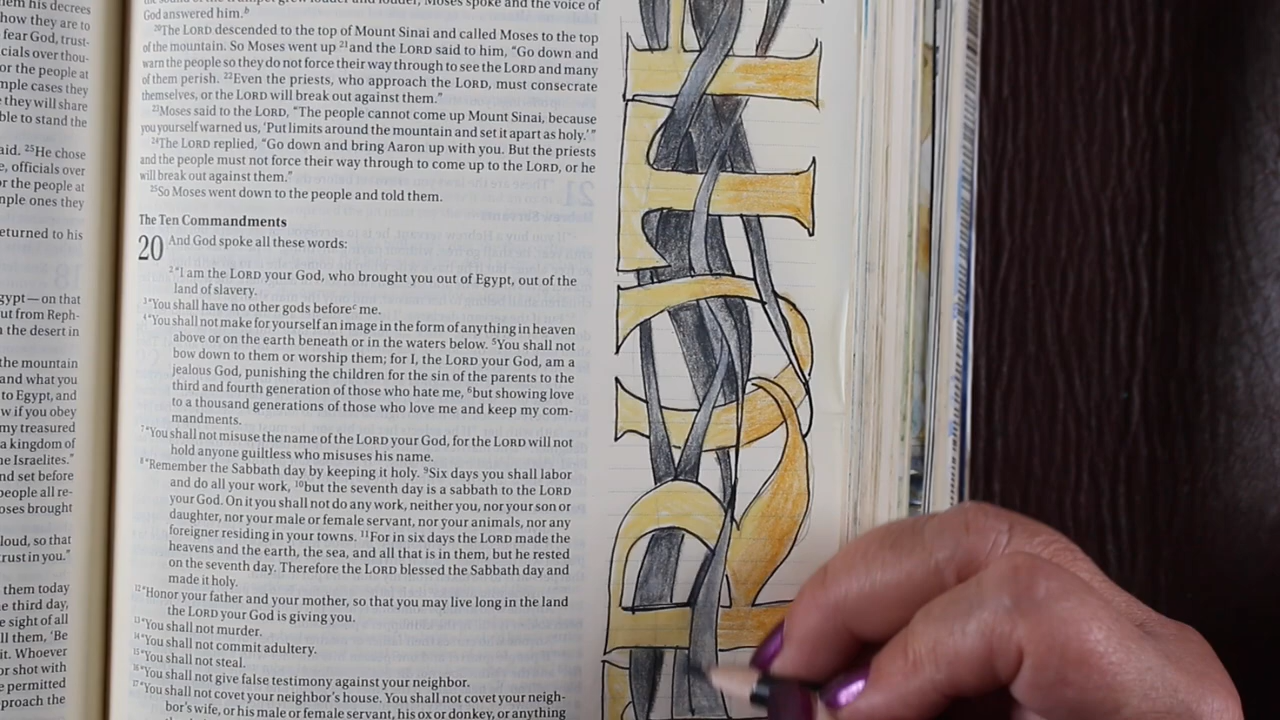 em his decrees
how they are to
fear God, trust-
cials over thou-
or the people at
mple cases they
they will share
ble to stand the
aid. 25He chose
e, officials over
or the people at
mple ones they
eturned to his
gypt—on that
ut from Reph-
n the desert in
the mountain
and what you
to Egypt, and
w if you obey
my treasured
a kingdom of
he Israelites."
nd set before
people all re-
oses brought
loud, so that
rust in you."
them today
e third day,
e sight of all
ll them, 'Be
it. Whoever
or shot with
e permitted
proach the
louder, Moses spoke and the voice of
God answered him.b
20The LORD descended to the top of Mount Sinai and called Moses to the top
of the mountain. So Moses went up 21and the LORD said to him, "Go down and
warn the people so they do not force their way through to see the LORD and many
of them perish. 22Even the priests, who approach the LORD, must consecrate
themselves, or the LORD will break out against them."
23Moses said to the LORD, "The people cannot come up Mount Sinai, because
you yourself warned us, 'Put limits around the mountain and set it apart as holy.'"
24The LORD replied, "Go down and bring Aaron up with you. But the priests
and the people must not force their way through to come up to the LORD, or he
will break out against them."
25So Moses went down to the people and told them.
The Ten Commandments
20 And God spoke all these words:
2"I am the LORD your God, who brought you out of Egypt, out of the
land of slavery.
3"You shall have no other gods beforec me.
4"You shall not make for yourself an image in the form of anything in heaven
above or on the earth beneath or in the waters below. 5You shall not
bow down to them or worship them; for I, the LORD your God, am a
jealous God, punishing the children for the sin of the parents to the
third and fourth generation of those who hate me, 6but showing love
to a thousand generations of those who love me and keep my com-
mandments.
7"You shall not misuse the name of the LORD your God, for the LORD will not
hold anyone guiltless who misuses his name.
8"Remember the Sabbath day by keeping it holy. 9Six days you shall labor
and do all your work, 10but the seventh day is a sabbath to the LORD
your God. On it you shall not do any work, neither you, nor your son or
daughter, nor your male or female servant, nor your animals, nor any
foreigner residing in your towns. 11For in six days the LORD made the
heavens and the earth, the sea, and all that is in them, but he rested
on the seventh day. Therefore the LORD blessed the Sabbath day and
made it holy.
12"Honor your father and your mother, so that you may live long in the land
the LORD your God is giving you.
13"You shall not murder.
14"You shall not commit adultery.
15"You shall not steal.
16"You shall not give false testimony against your neighbor.
17"You shall not covet your neighbor's house. You shall not covet your neigh-
bor's wife, or his male or female servant, his ox or donkey, or anything